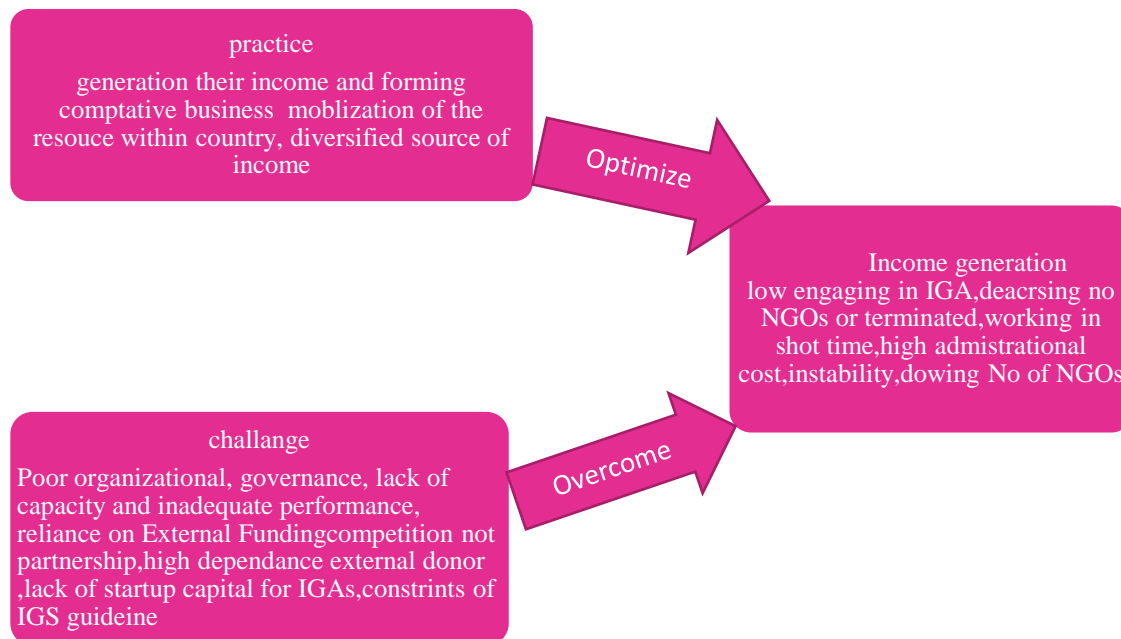 practice
generation their income and forming
comptative business moblization of the
resouce within country, diversified source of
income
Optimize
Income generation
low engaging in IGA,deacrsing no
NGOs or terminated,working in
shot time,high admistrational
cost,instability,dowing No of NGOs
challange
Poor organizational, governance, lack of
capacity and inadequate performance,
reliance on External Fundingcompetition not
partnership,high dependance external donor
,lack of startup capital for IGAs,constrints of
IGS guideine
Overcome